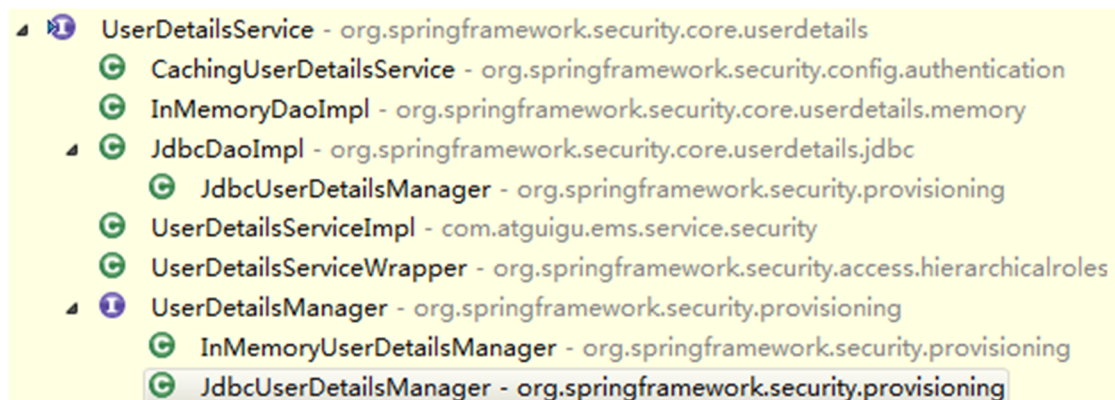 UserDetailsService - org.springframework.security.core.userdetails
CachingUserDetailsService - org.springframework.security.config.authentication
InMemoryDaoImpl - org.springframework.security.core.userdetails.memory
JdbcDaoImpl - org.springframework.security.core.userdetails.jdbc
JdbcUserDetailsManager - org.springframework.security.provisioning
UserDetailsServiceImpl - com.atguigu.ems.service.security
UserDetailsServiceWrapper - org.springframework.security.access.hierarchicalroles
UserDetailsManager - org.springframework.security.provisioning
InMemoryUserDetailsManager - org.springframework.security.provisioning
JdbcUserDetailsManager - org.springframework.security.provisioning